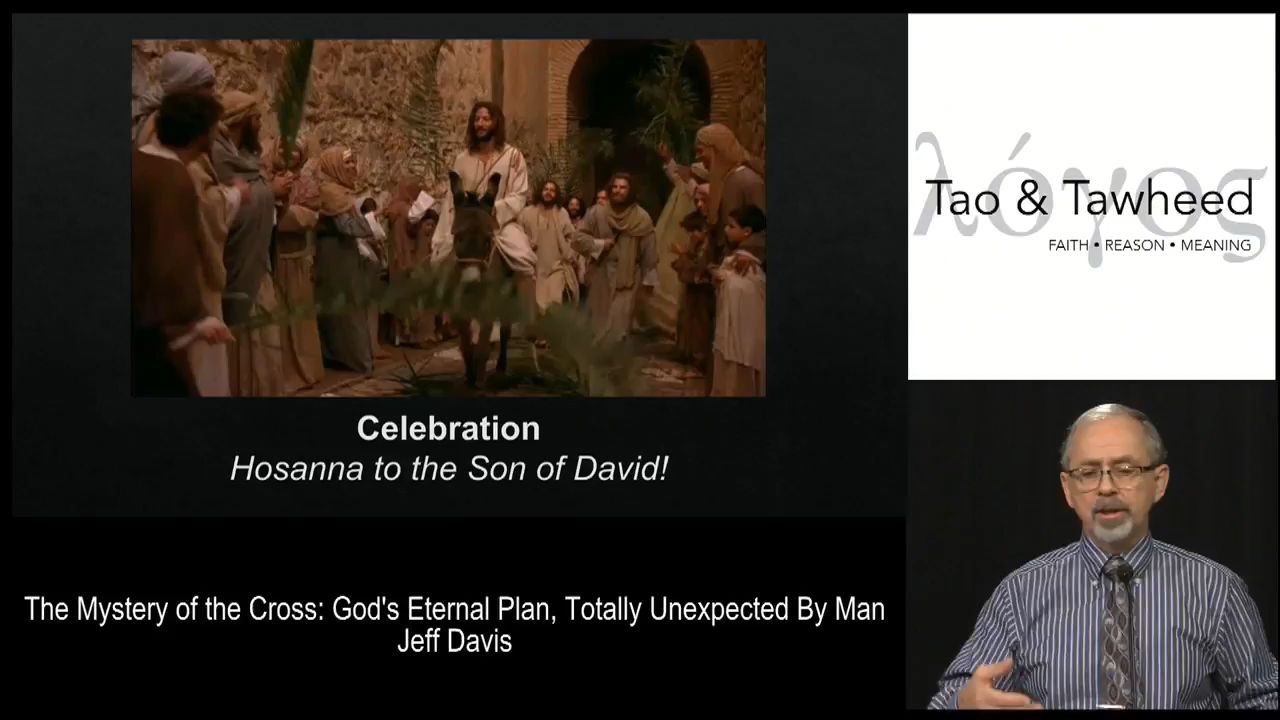 Celebration
Hosanna to the Son of David!
The Mystery of the Cross: God's Eternal Plan, Totally Unexpected By Man
Jeff Davis
λόγος
Tao & Tawheed
FAITH • REASON • MEANING